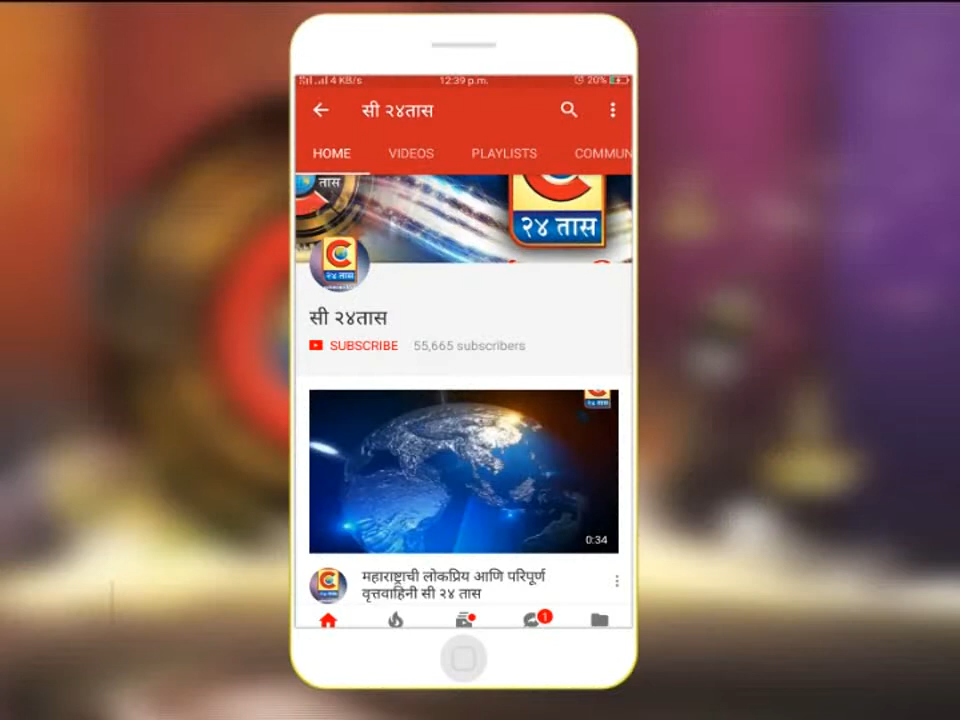 4 KB/s 12:39 p.m. 20%
सी २४तास
HOME VIDEOS PLAYLISTS COMMUN
तास
२४ तास
२४ तास
सी २४तास
SUBSCRIBE 55,665 subscribers
२४ तास
0:34
महाराष्ट्राची लोकप्रिय आणि परिपूर्ण
वृत्तवाहिनी सी २४ तास
1